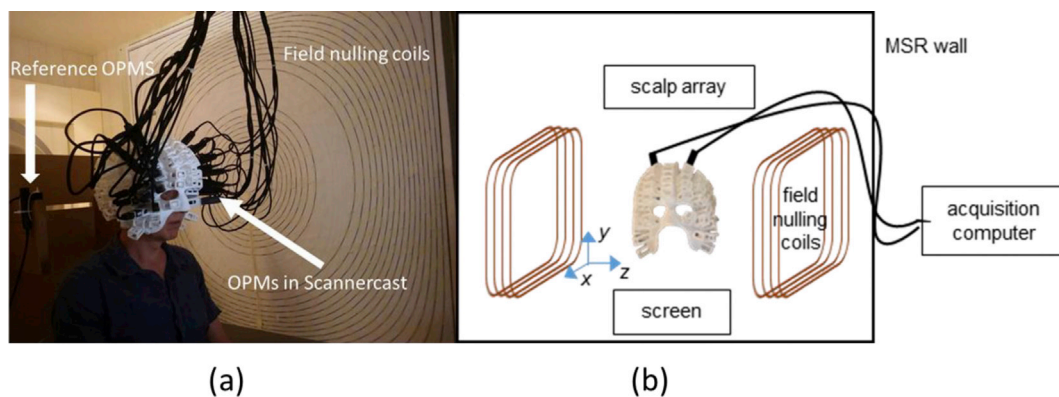 Reference OPMS
Field nulling coils
OPMs in Scannercast
MSR wall
scalp array
field
nulling
coils
y
x
z
acquisition
computer
screen
(a)
(b)